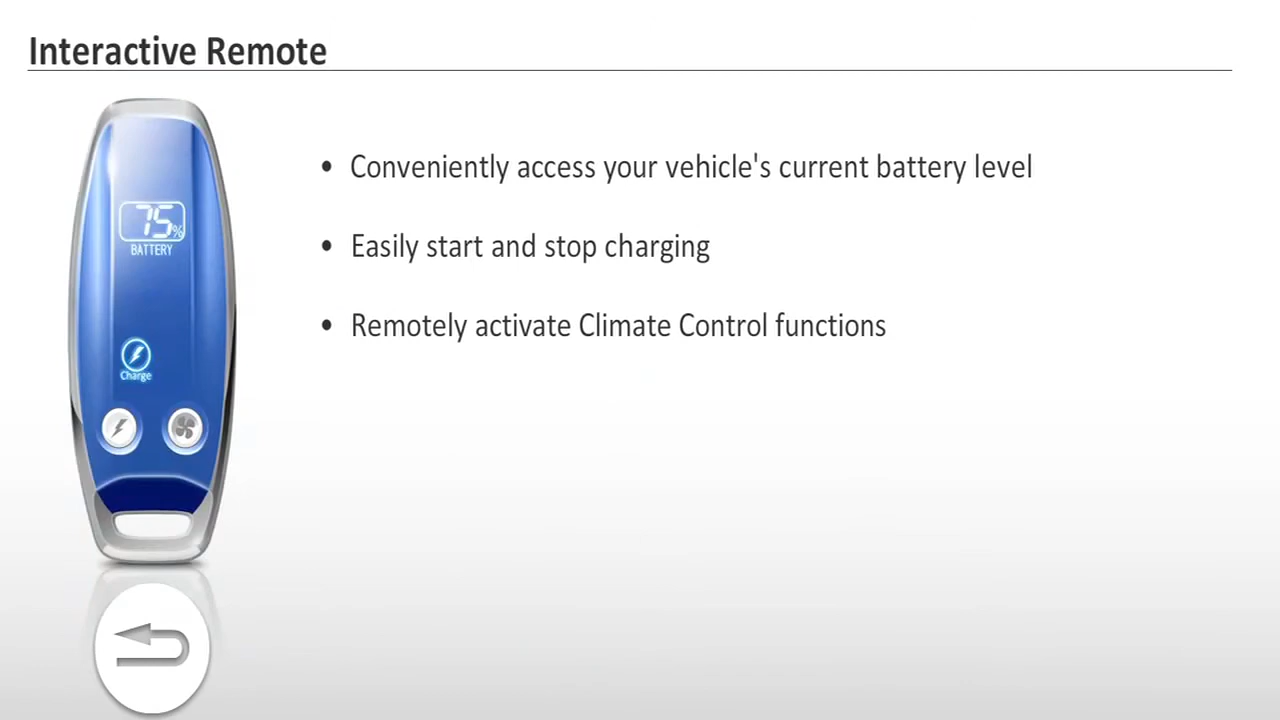 Interactive Remote
• Conveniently access your vehicle's current battery level
• Easily start and stop charging
• Remotely activate Climate Control functions
75%
BATTERY
Charge